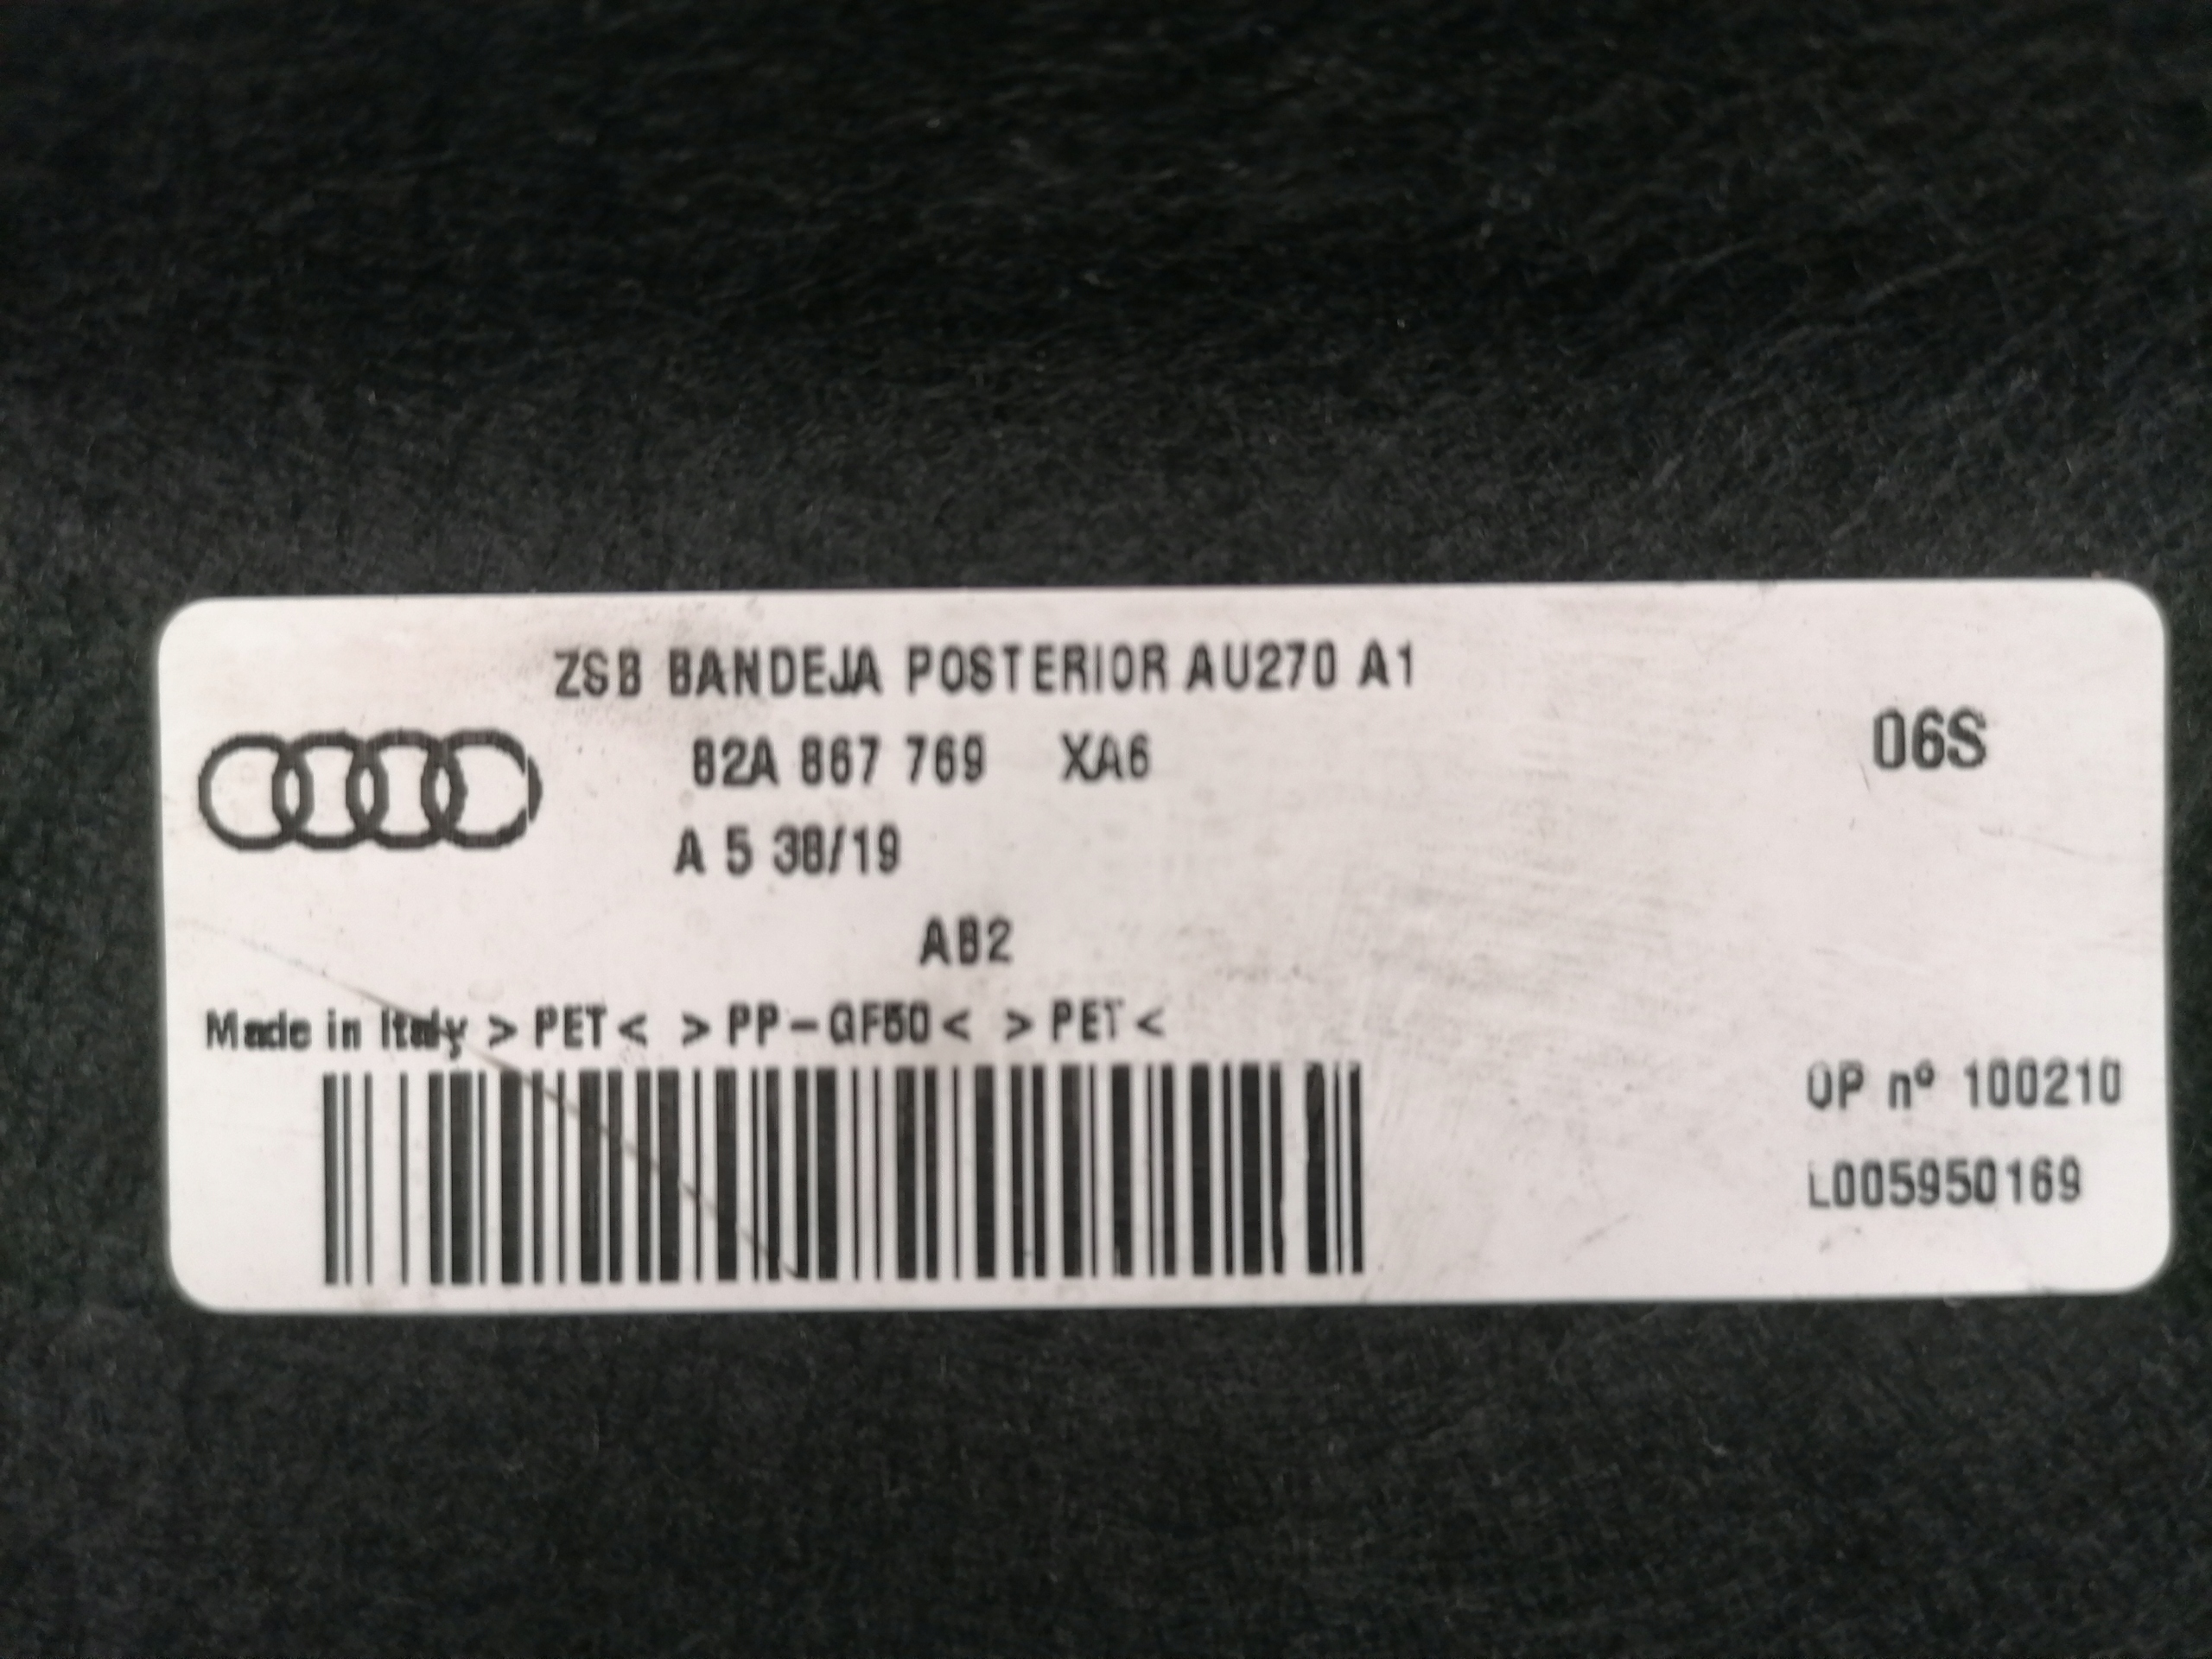 ZSB BANDEJA POSTERIOR AU270 A1
82A 867 769 XA6
06S
A 5 38/19
AB2
Made in Italy >PET< >PP-GF50< >PET<
OP nº 100210
L005950169